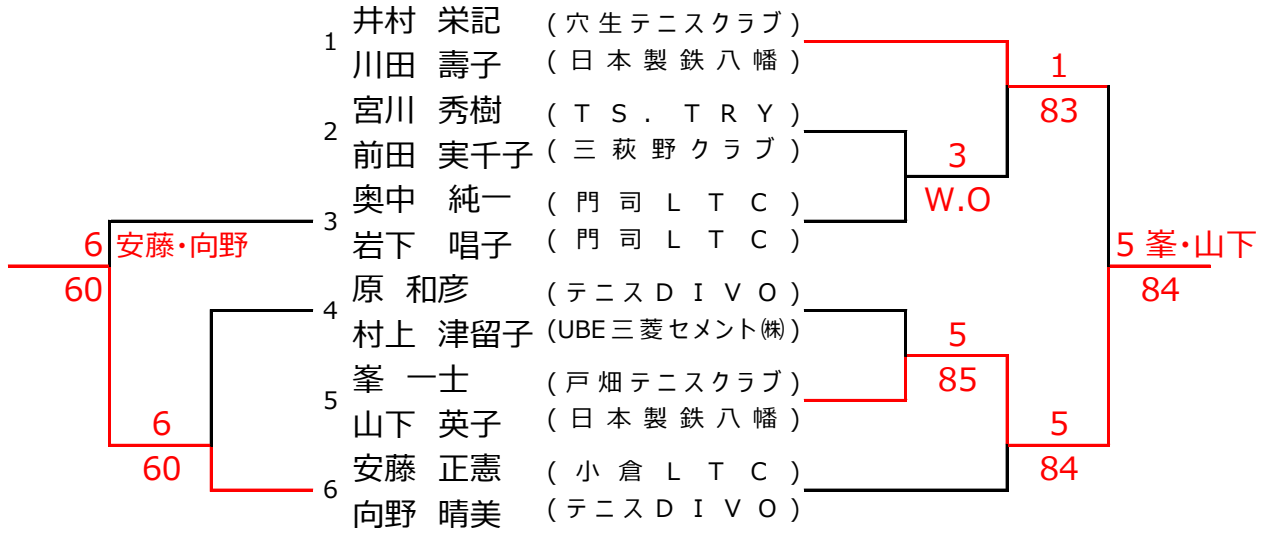 井村 栄記 (穴生テニスクラブ)
1
川田 壽子 (日本製鉄八幡) 1
宮川 秀樹 (TS.TRY) 83
2
前田 実千子 (三萩野クラブ) 3
奥中 純一 (門司LTC) W.O
3
岩下 唱子 (門司LTC)
6 安藤・向野
5 峯・山下
60
84
原 和彦 (テニスDIVO)
4
村上 津留子 (UBE三菱セメント㈱) 5
峯 一士 (戸畑テニスクラブ) 85
5
山下 英子 (日本製鉄八幡)
6
5
安藤 正憲 (小倉LTC)
60
84
6
向野 晴美 (テニスDIVO)